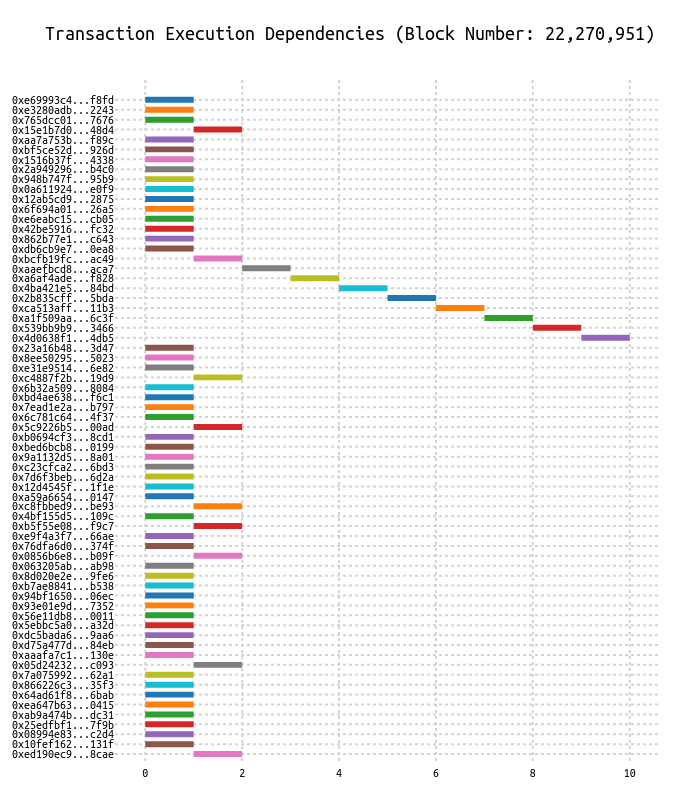 Transaction Execution Dependencies (Block Number: 22,270,951)
0xe69993c4...f8fd
0xe3280adb...2243
0x765dcc01...7676
0x15e1b7d0...48d4
0xaa7a753b...f89c
0xbf5ce52d...926d
0x1516b37f...4338
0x2a949296...b4c0
0x948b747f...95b9
0x0a611924...e0f9
0x12ab5cd9...2875
0x6f694a01...26a5
0xe6eabc15...cb05
0x42be5916...fc32
0x862b77e1...c643
0xdb6cb9e7...0ea8
0xbcfb19fc...ac49
0xaaefbcd8...aca7
0xa6af4ade...f828
0x4ba421e5...84bd
0x2b835cff...5bda
0xca513aff...11b3
0xa1f509aa...6c3f
0x539bb9b9...3466
0x4d0638f1...4db5
0x23a16b48...3d47
0x8ee50295...5023
0xe31e9514...6e82
0xc4887f2b...19d9
0x6b32a509...8084
0xbd4ae638...f6c1
0x7ead1e2a...b797
0x6c781c64...4f37
0x5c9226b5...00ad
0xb0694cf3...8cd1
0xbed6bcb8...0199
0x9a1132d5...8a01
0xc23cfca2...6bd3
0x7d6f3beb...6d2a
0x12d4545f...1f1e
0xa59a6654...0147
0xc8fbbed9...be93
0x4bf155d5...109c
0xb5f55e08...f9c7
0xe9f4a3f7...66ae
0x76dfa6d0...374f
0x0856b6e8...b09f
0x063205ab...ab98
0x8d020e2e...9fe6
0xb7ae8841...b538
0x94bf1650...06ec
0x93e01e9d...7352
0x56e11db8...0011
0x5ebbc5a0...a32d
0xdc5bada6...9aa6
0xd75a477d...84eb
0xaaafa7c1...130e
0x05d24232...c093
0x7a075992...62a1
0x866226c3...35f3
0x64ad61f8...6bab
0xea647b63...0415
0xab9a474b...dc31
0x25edfbf1...7f9b
0x08994e83...c2d4
0x10fef162...131f
0xed190ec9...8cae
0 2 4 6 8 10